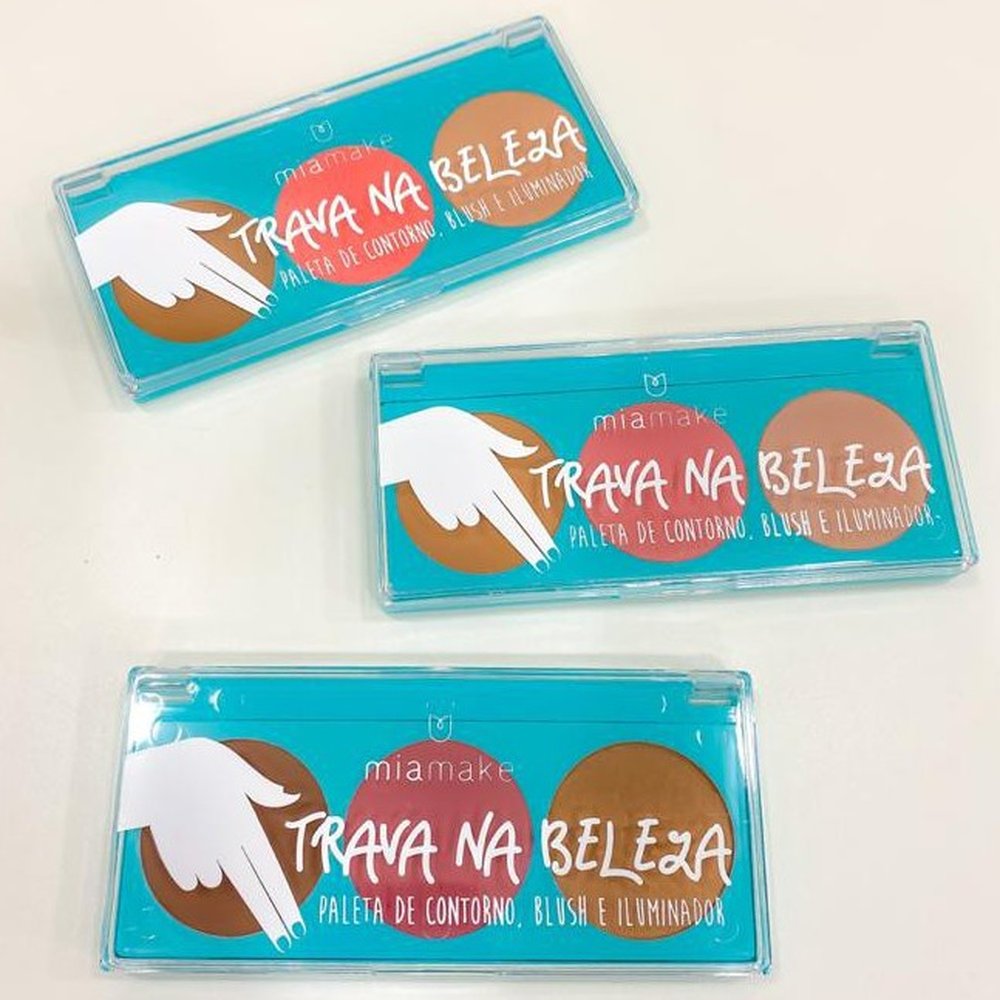 miamake
TRAVA NA BELEZA
PALETA DE CONTORNO, BLUSH E ILUMINADOR
miamake
TRAVA NA BELEZA
PALETA DE CONTORNO, BLUSH E ILUMINADOR
miamake
TRAVA NA BELEZA
PALETA DE CONTORNO, BLUSH E ILUMINADOR